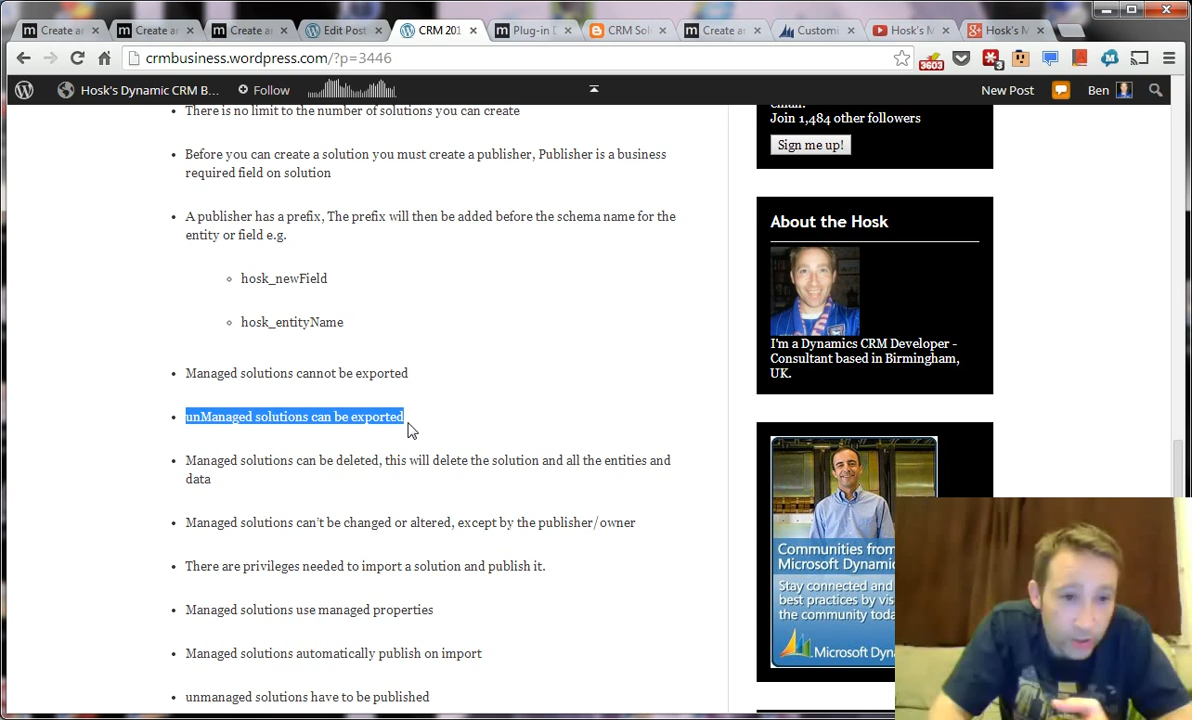 Create an
Create an
Create an
Edit Post
CRM 201
Plug-in D
CRM Solu
Create an
Customi
Hosk's M
Hosk's M
crmbusiness.wordpress.com/?p=3446
3603
3
Hosk's Dynamic CRM B...
Follow
New Post
Ben
There is no limit to the number of solutions you can create
Before you can create a solution you must create a publisher, Publisher is a business
required field on solution
A publisher has a prefix, The prefix will then be added before the schema name for the
entity or field e.g.
hosk_newField
hosk_entityName
Managed solutions cannot be exported
unManaged solutions can be exported
Managed solutions can be deleted, this will delete the solution and all the entities and
data
Managed solutions can't be changed or altered, except by the publisher/owner
There are privileges needed to import a solution and publish it.
Managed solutions use managed properties
Managed solutions automatically publish on import
unmanaged solutions have to be published
email.
Join 1,484 other followers
Sign me up!
About the Hosk
I'm a Dynamics CRM Developer -
Consultant based in Birmingham,
UK.
Communities from
Microsoft Dynamic
Stay connected and
best practices by vis
the community toda
Microsoft Dyna